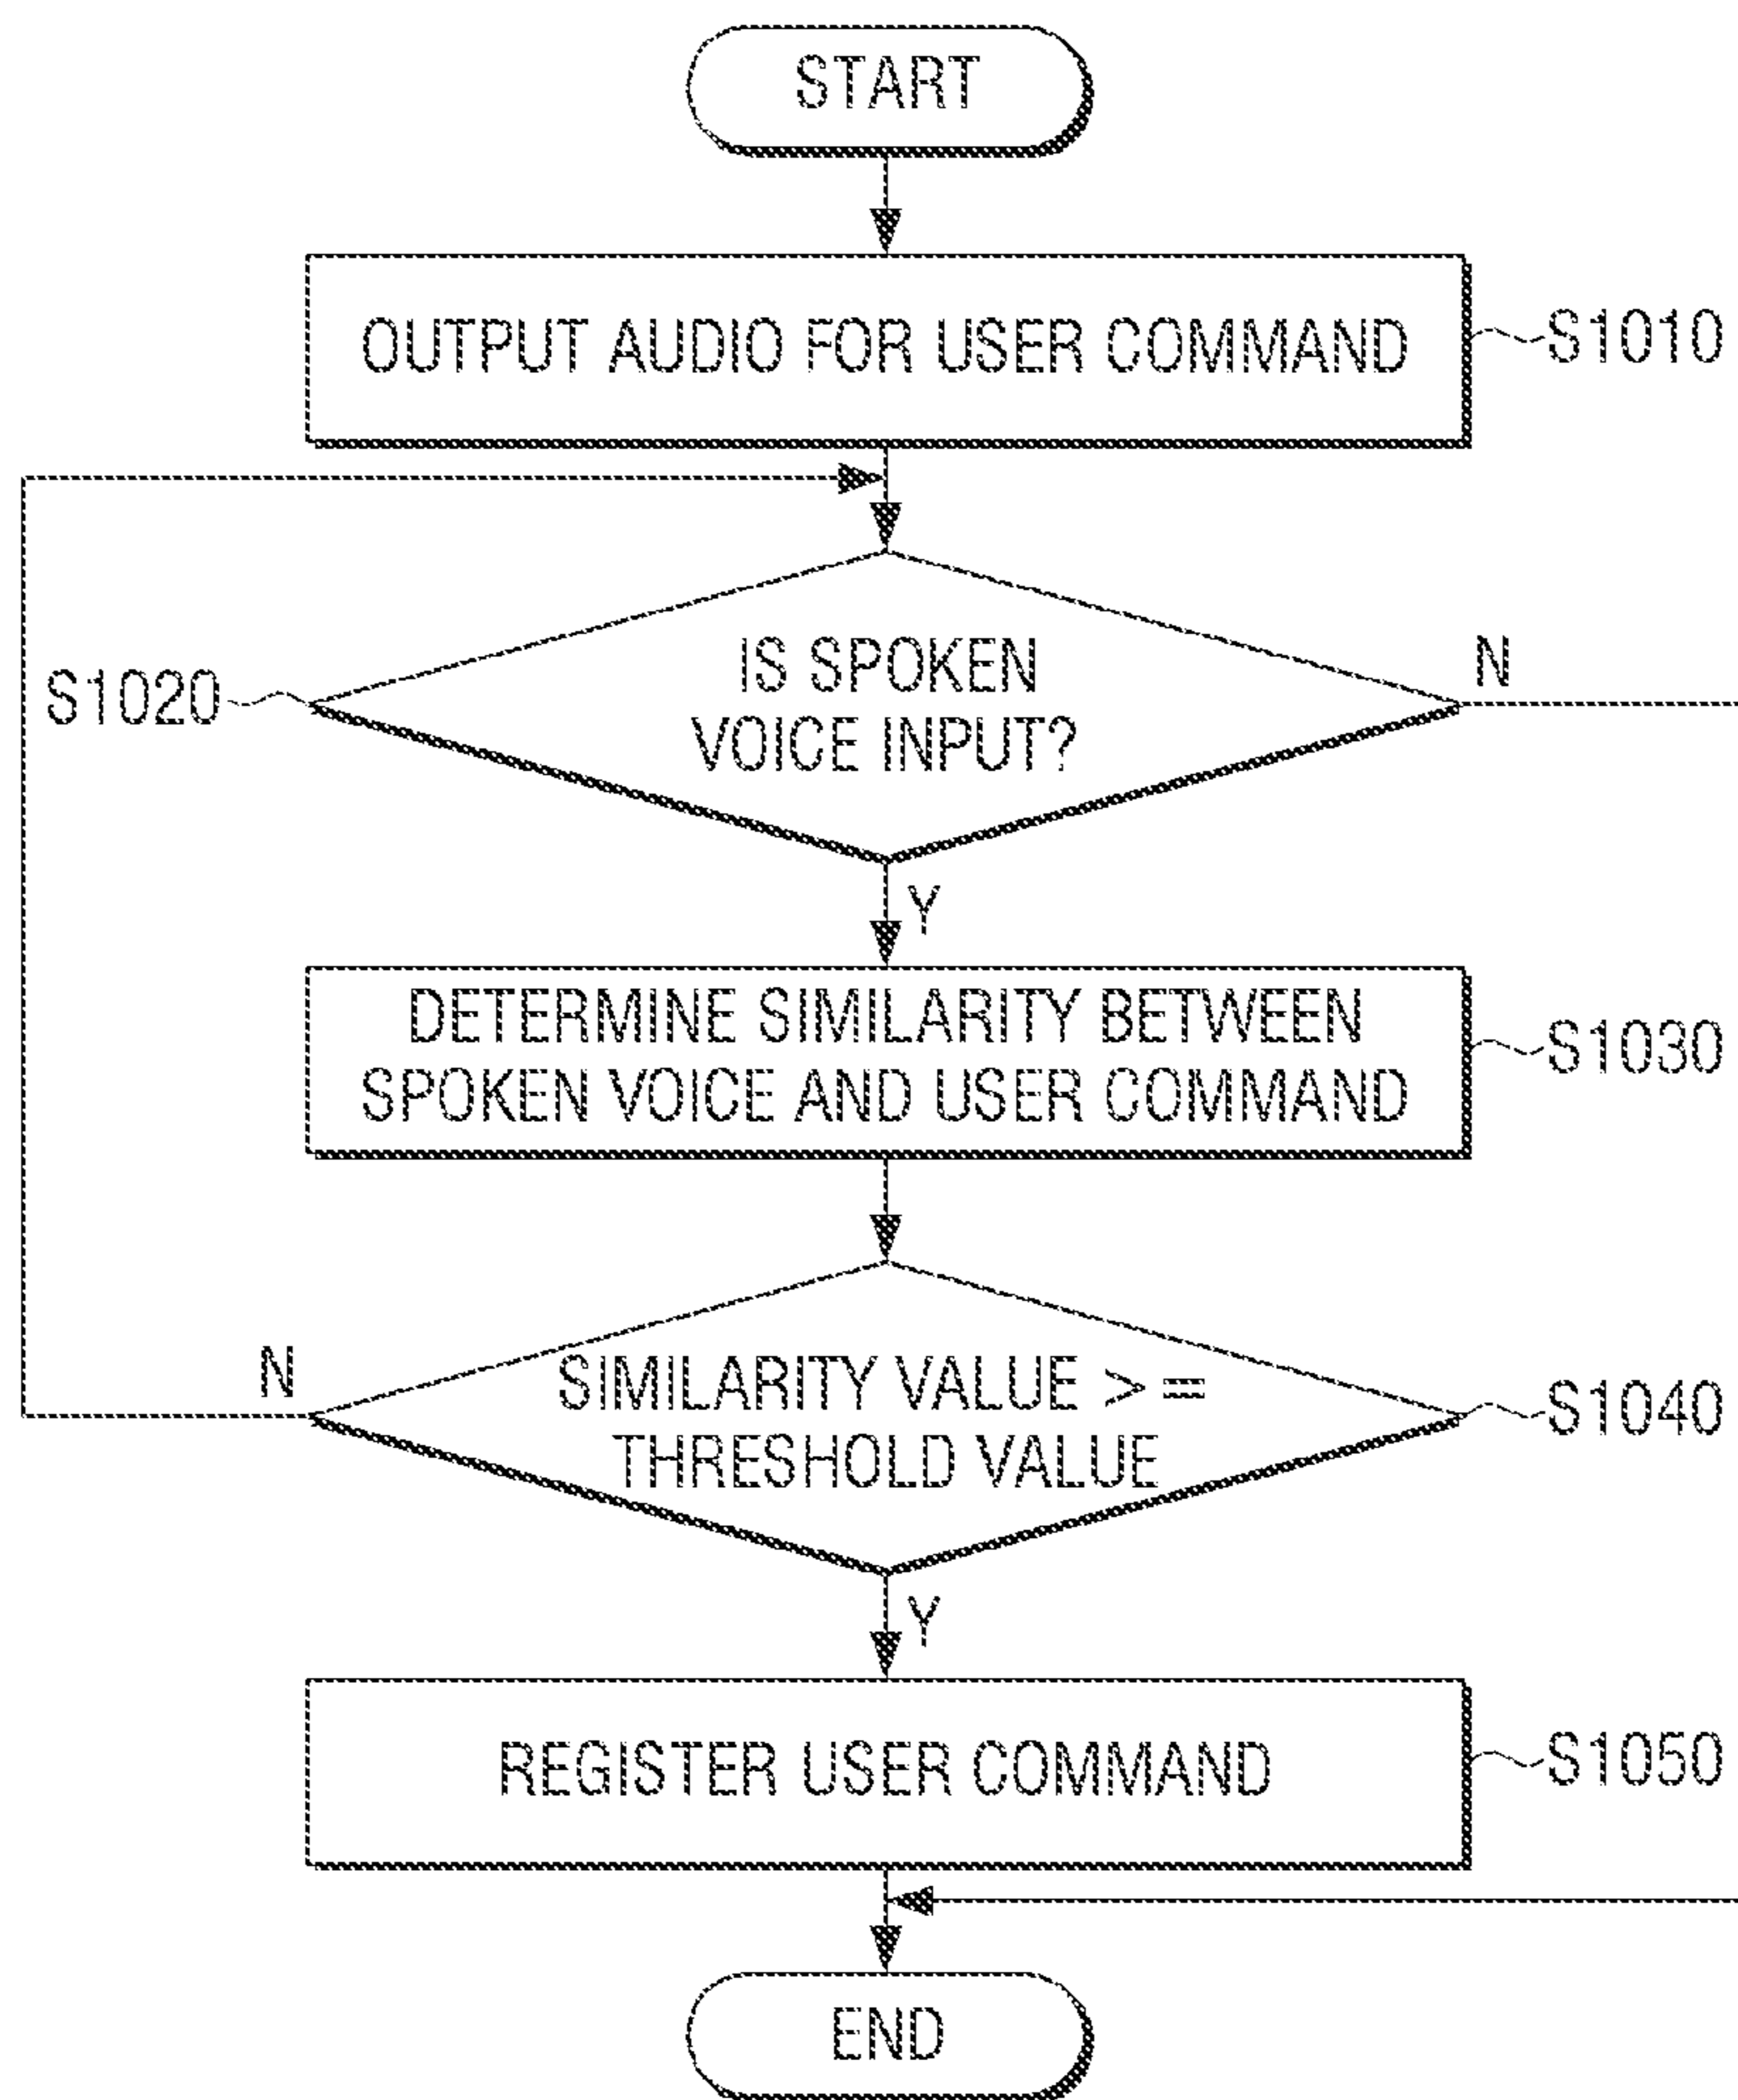 START
OUTPUT AUDIO FOR USER COMMAND
S1010
IS SPOKEN
VOICE INPUT?
S1020
N
Y
DETERMINE SIMILARITY BETWEEN
SPOKEN VOICE AND USER COMMAND
S1030
SIMILARITY VALUE > =
THRESHOLD VALUE
S1040
N
Y
REGISTER USER COMMAND
S1050
END